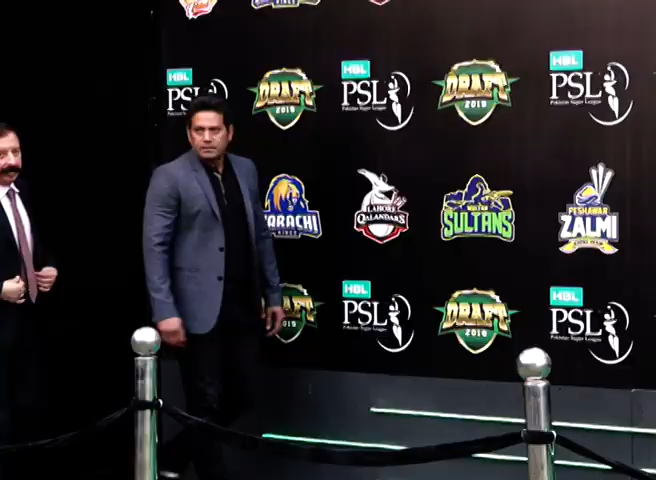 HBL
PSL
Pakistan Super League
DRAFT
2019
HBL
PSL
Pakistan Super League
DRAFT
2019
HBL
PSL
Pakistan Super League
KARACHI
KINGS
LAHORE
QALANDARS
MULTAN
SULTANS
PESHAWAR
ZALMI
DRAFT
2019
HBL
PSL
Pakistan Super League
DRAFT
2019
HBL
PSL
Pakistan Super League